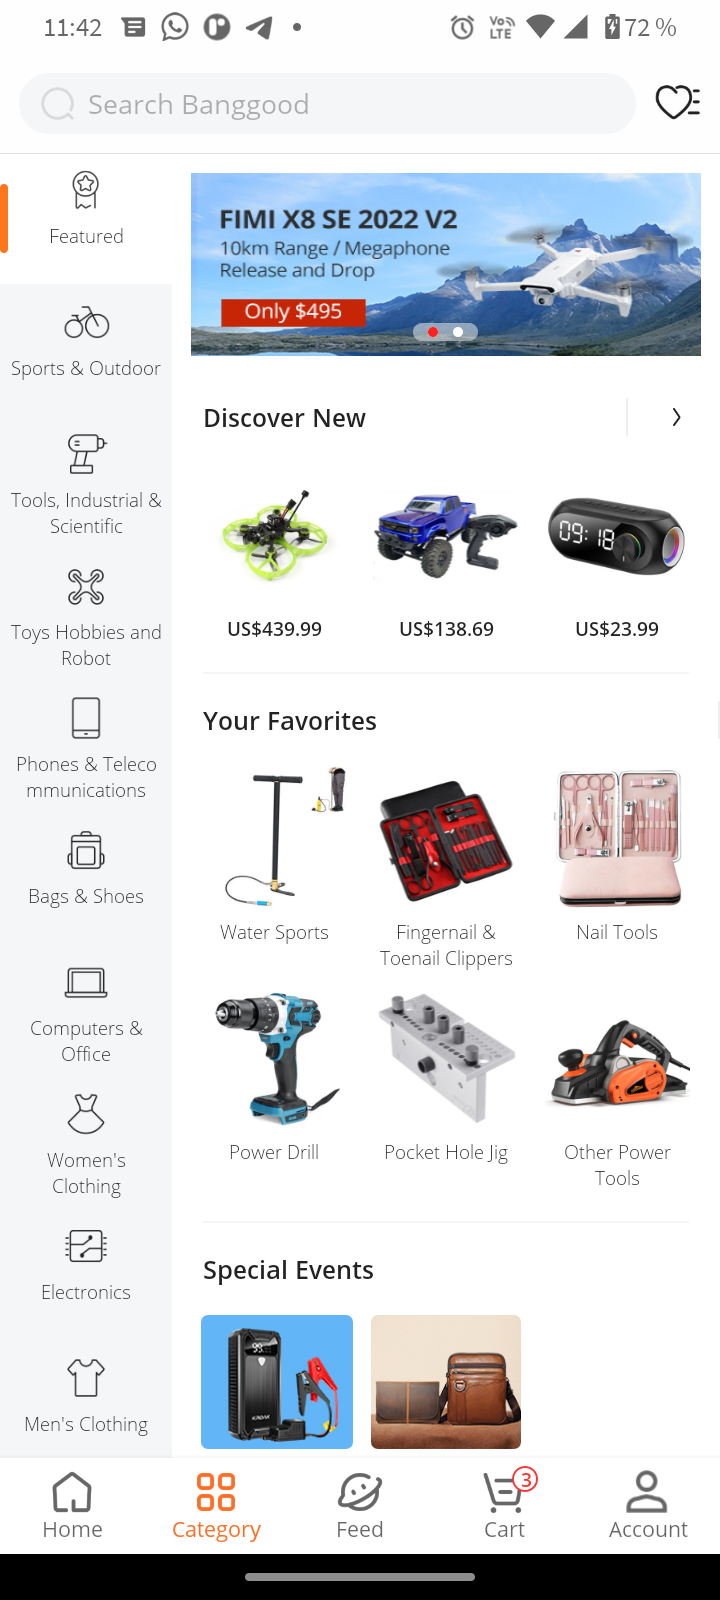 11:42
Vo) LTE
72 %
Search Banggood
Featured
Sports & Outdoor
Tools, Industrial &
Scientific
Toys Hobbies and
Robot
Phones & Teleco
mmunications
Bags & Shoes
Computers &
Office
Women's
Clothing
Electronics
Men's Clothing
FIMI X8 SE 2022 V2
10km Range / Megaphone
Release and Drop
Only $495
Discover New
09:18
US$439.99
US$138.69
US$23.99
Your Favorites
Water Sports
Fingernail &
Toenail Clippers
Nail Tools
Power Drill
Pocket Hole Jig
Other Power
Tools
Special Events
Home
Category
Feed
3
Cart
Account